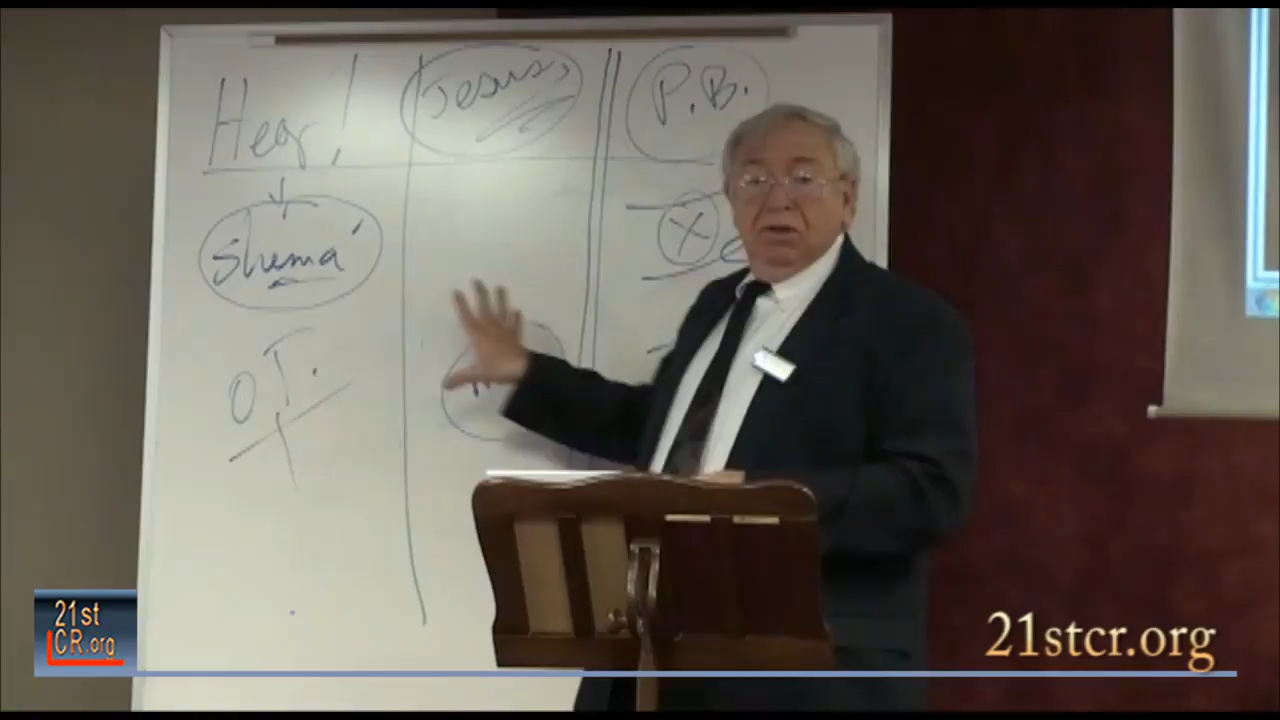 Hear!
Jesus,
P.B.
Shema'
X
O.T.
21st
CR.org
21stcr.org